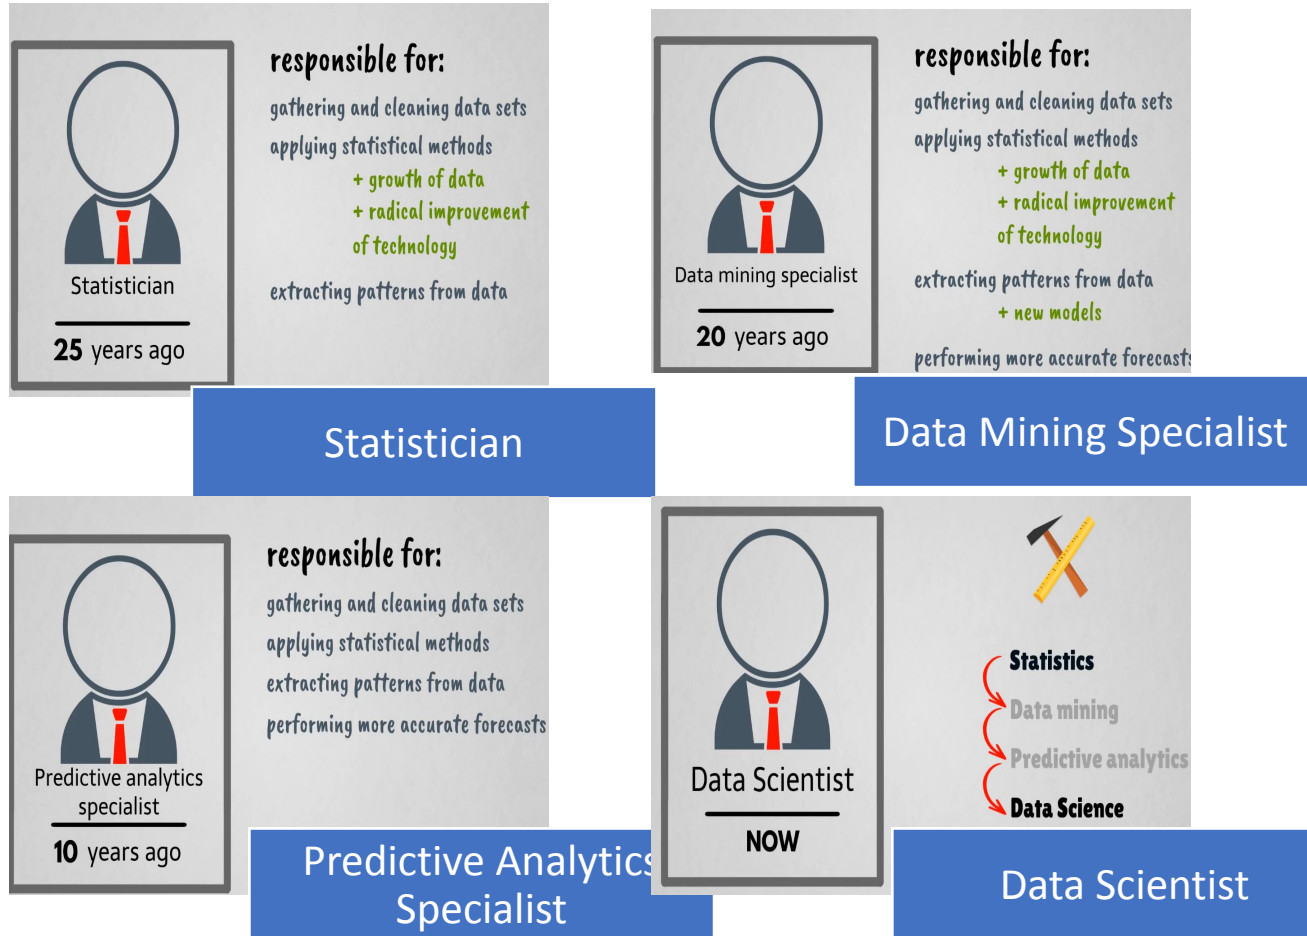 responsible for:
gathering and cleaning data sets
applying statistical methods
+ growth of data
+ radical improvement
of technology
extracting patterns from data
Statistician
25 years ago
Statistician
responsible for:
gathering and cleaning data sets
applying statistical methods
+ growth of data
+ radical improvement
of technology
extracting patterns from data
+ new models
performing more accurate forecasts
Data mining specialist
20 years ago
Data Mining Specialist
responsible for:
gathering and cleaning data sets
applying statistical methods
extracting patterns from data
performing more accurate forecasts
Predictive analytics
specialist
10 years ago
Predictive Analytics
Specialist
Statistics
Data mining
Predictive analytics
Data Science
Data Scientist
NOW
Data Scientist